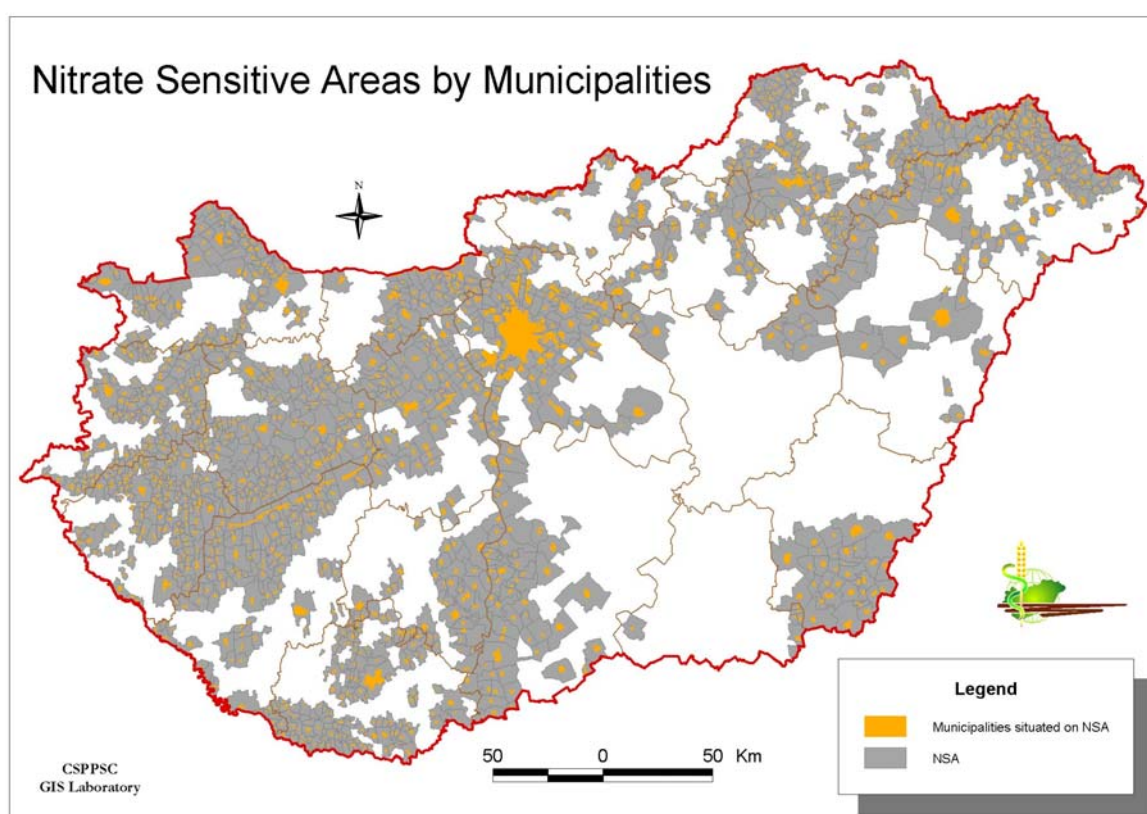 Nitrate Sensitive Areas by Municipalities
N
Legend
Municipalities situated on NSA
NSA
50 0 50 Km
CSPPSC
GIS Laboratory